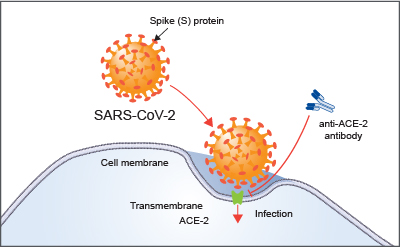 Spike (S) protein
SARS-CoV-2
anti-ACE-2
antibody
Cell membrane
Transmembrane
ACE-2
Infection